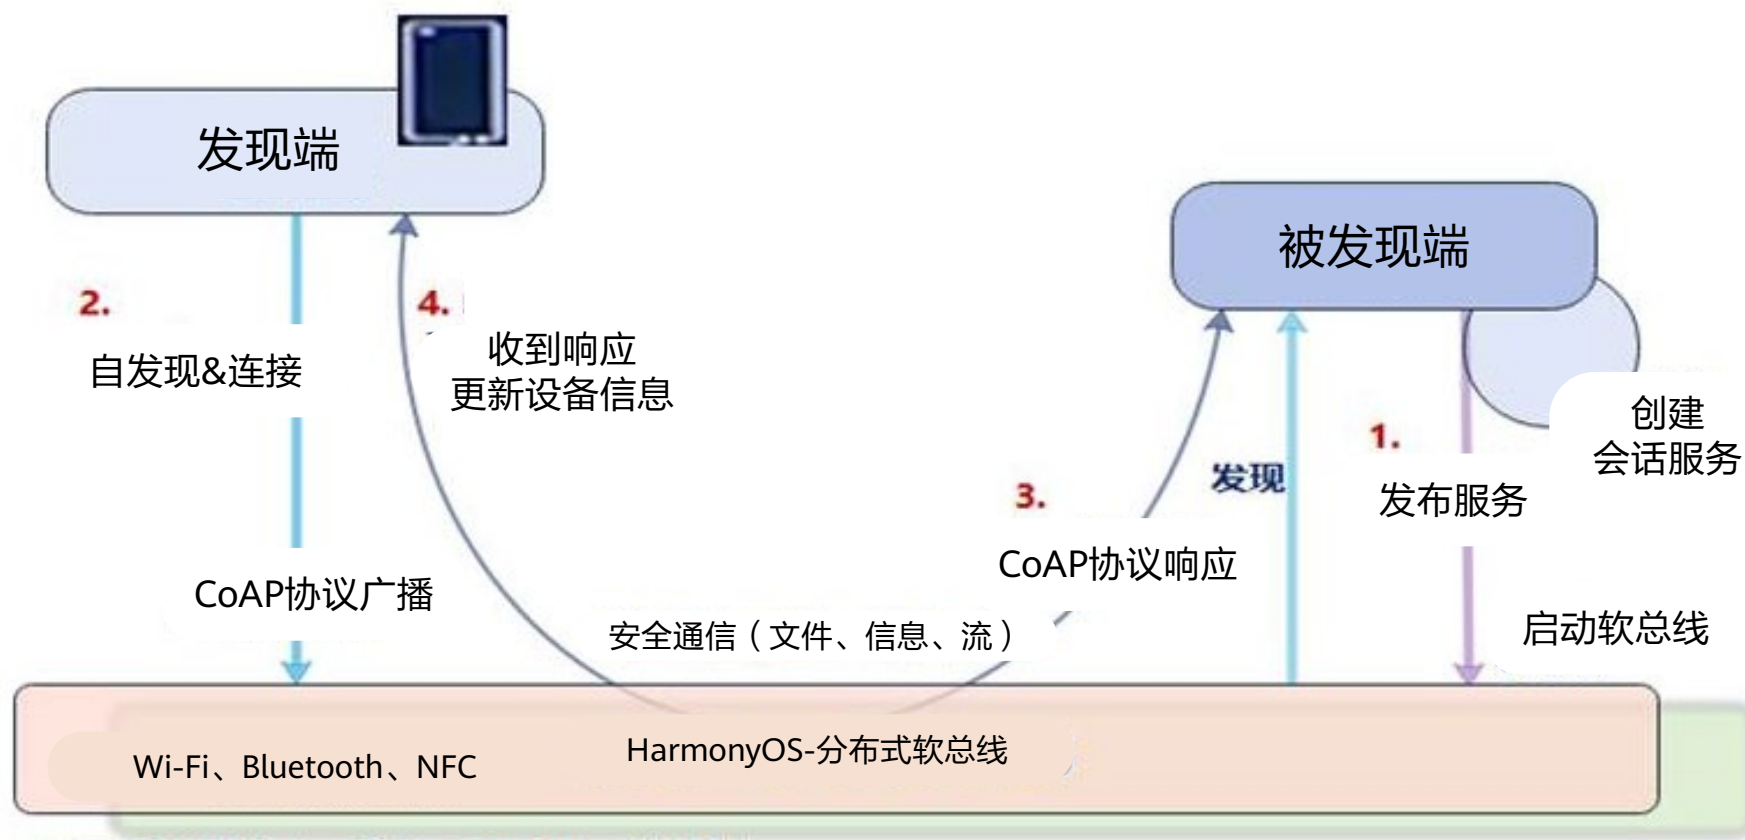 发现端
被发现端
2.
自发现&连接
4.
收到响应
更新设备信息
创建
会话服务
1.
发布服务
发现
3.
CoAP协议响应
CoAP协议广播
安全通信（文件、信息、流）
启动软总线
Wi-Fi、Bluetooth、NFC
HarmonyOS-分布式软总线